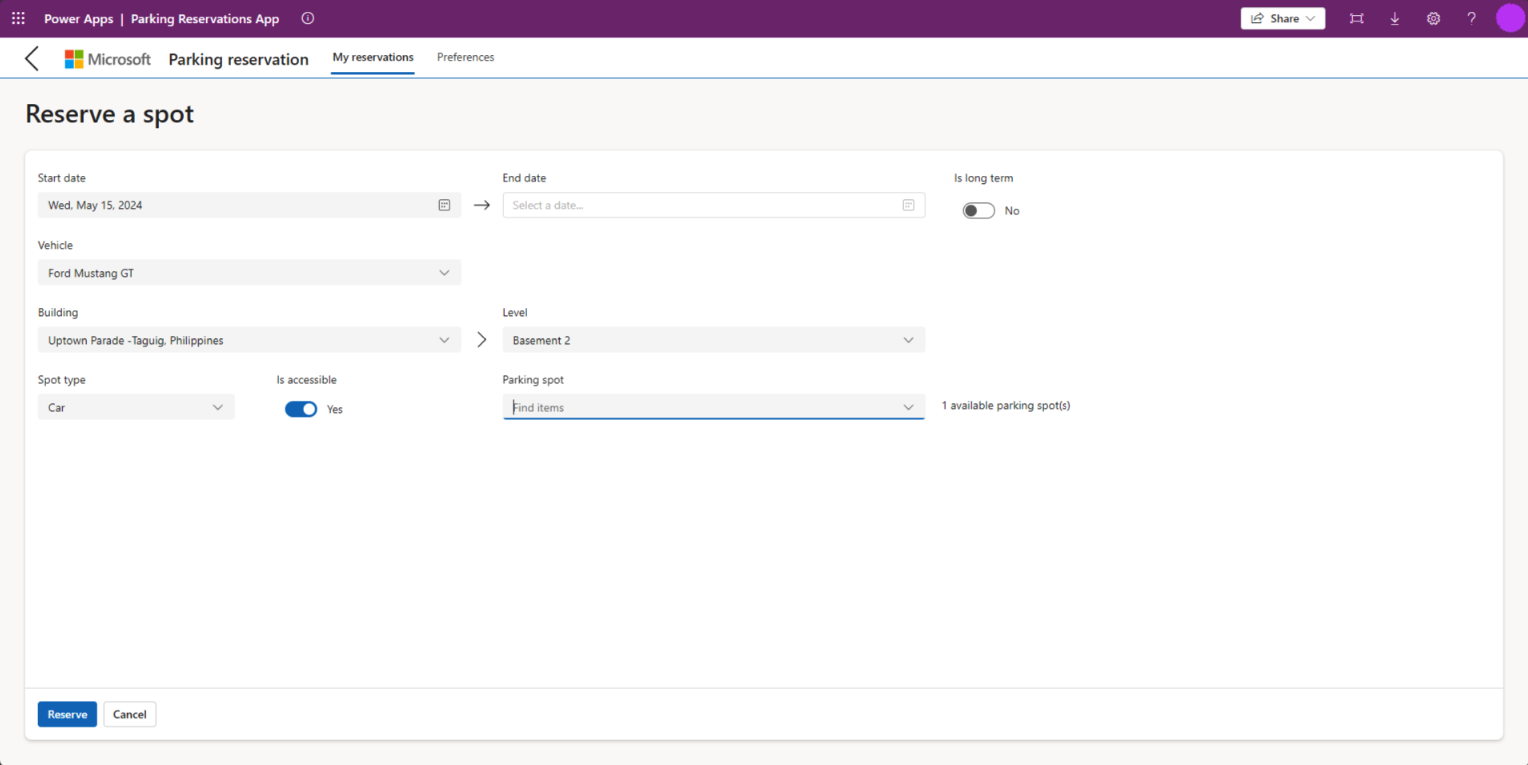 Power Apps | Parking Reservations App
Share
Microsoft Parking reservation My reservations Preferences
Reserve a spot
Start date End date Is long term
Wed, May 15, 2024 Select a date... No
Vehicle
Ford Mustang GT
Building Level
Uptown Parade -Taguig, Philippines Basement 2
Spot type Is accessible Parking spot
Car Yes Find items 1 available parking spot(s)
Reserve Cancel